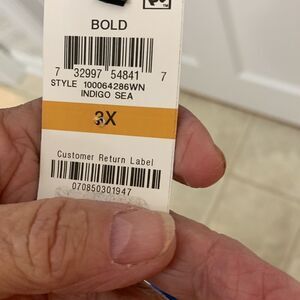 BOLD
7 32997 54841 7
STYLE 100064286WN
INDIGO SEA
3X
Customer Return Label
070850301947